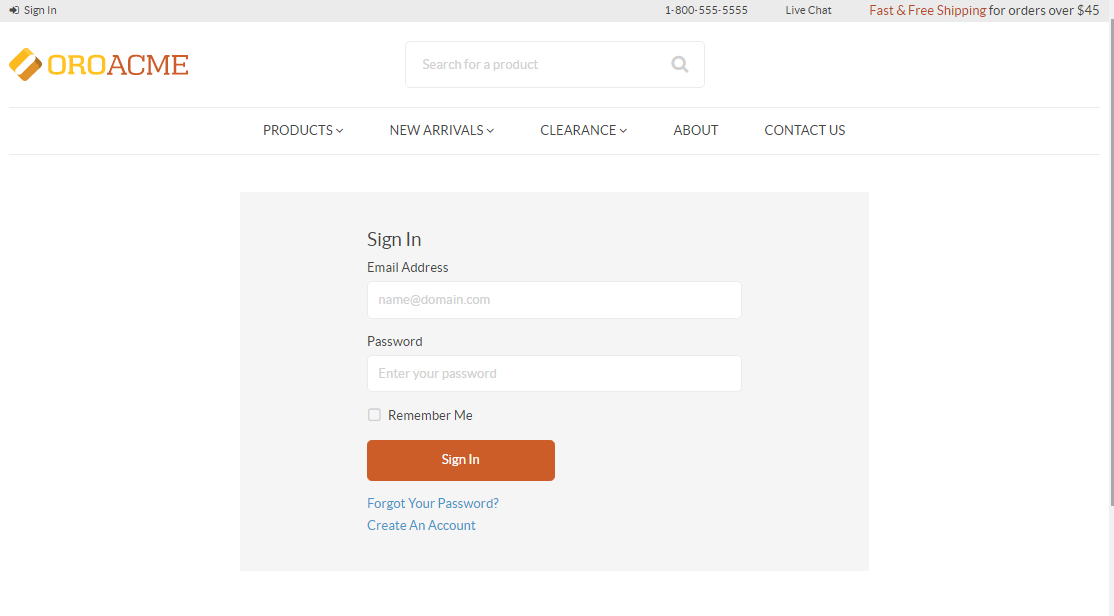 Sign In
1-800-555-5555
Live Chat
Fast & Free Shipping for orders over $45
OROACME
Search for a product
PRODUCTS
NEW ARRIVALS
CLEARANCE
ABOUT
CONTACT US
Sign In
Email Address
name@domain.com
Password
Enter your password
Remember Me
Sign In
Forgot Your Password?
Create An Account